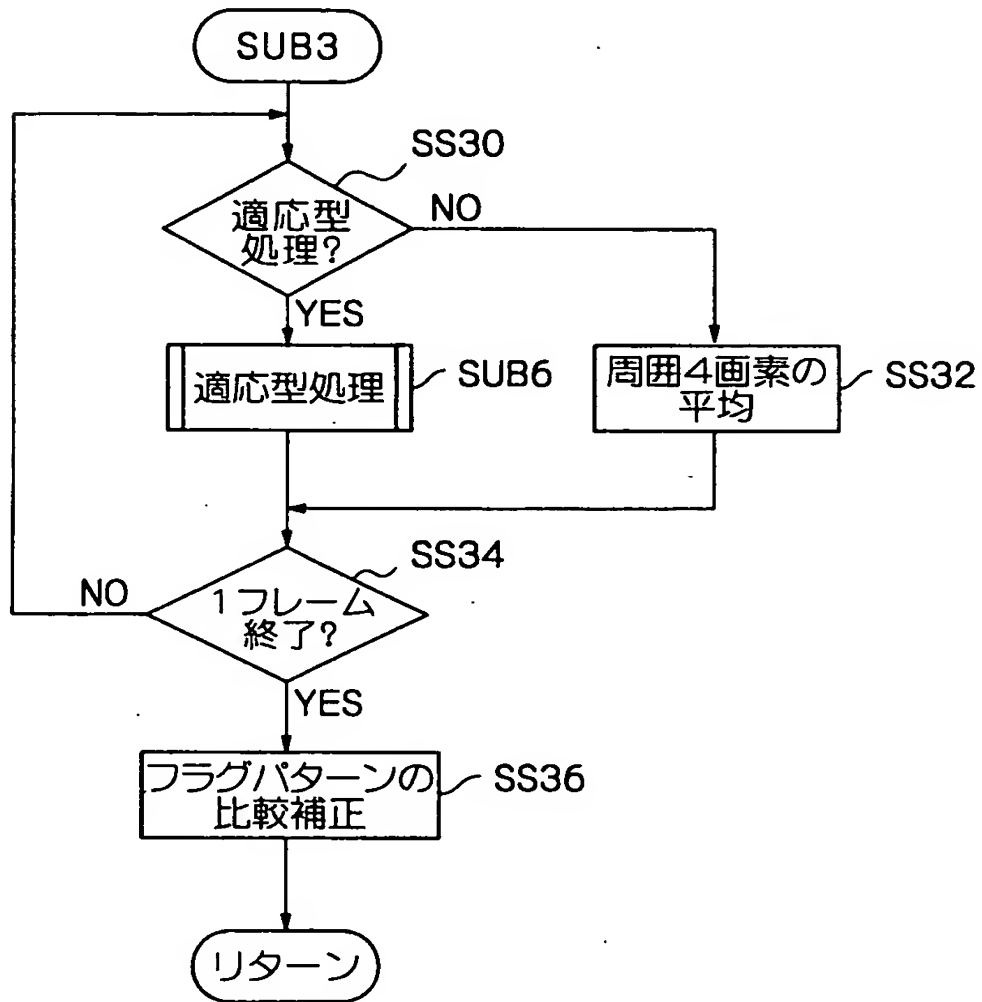 SUB3
SS30
適応型
処理?
NO
YES
適応型処理
SUB6
周囲4画素の
平均
SS32
SS34
NO
1フレーム
終了?
YES
フラグパターンの
比較補正
SS36
リターン